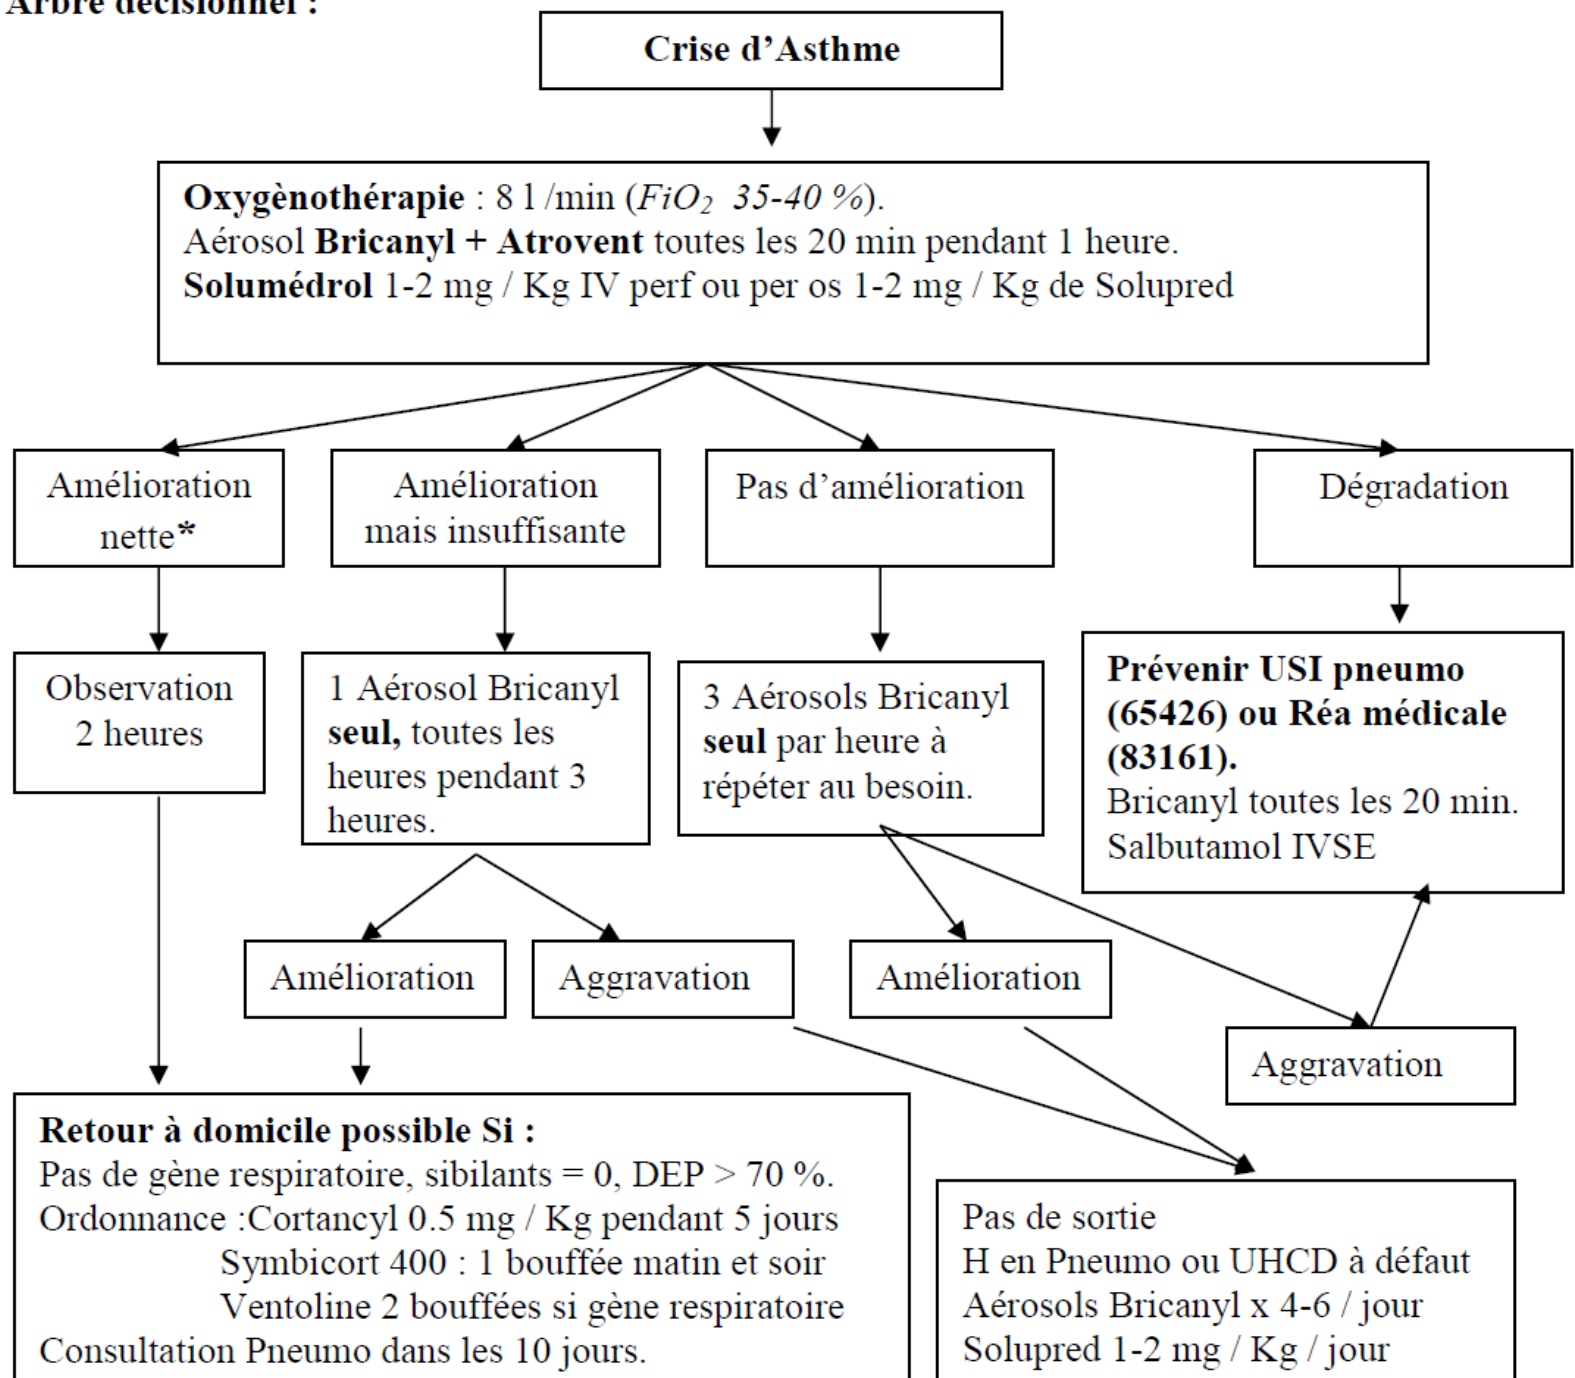 Arbre décisionnel :
Crise d’Asthme
Oxygènothérapie : 8 l /min (FiO2 35-40 %).
Aérosol Bricanyl + Atrovent toutes les 20 min pendant 1 heure.
Solumédrol 1-2 mg / Kg IV perf ou per os 1-2 mg / Kg de Solupred
Amélioration
nette*
Amélioration
mais insuffisante
Pas d’amélioration
Dégradation
Observation
2 heures
1 Aérosol Bricanyl
seul, toutes les
heures pendant 3
heures.
3 Aérosols Bricanyl
seul par heure à
répéter au besoin.
Prévenir USI pneumo
(65426) ou Réa médicale
(83161).
Bricanyl toutes les 20 min.
Salbutamol IVSE
Amélioration
Aggravation
Amélioration
Aggravation
Retour à domicile possible Si :
Pas de gène respiratoire, sibilants = 0, DEP > 70 %.
Ordonnance :Cortancyl 0.5 mg / Kg pendant 5 jours
Symbicort 400 : 1 bouffée matin et soir
Ventoline 2 bouffées si gène respiratoire
Consultation Pneumo dans les 10 jours.
Pas de sortie
H en Pneumo ou UHCD à défaut
Aérosols Bricanyl x 4-6 / jour
Solupred 1-2 mg / Kg / jour